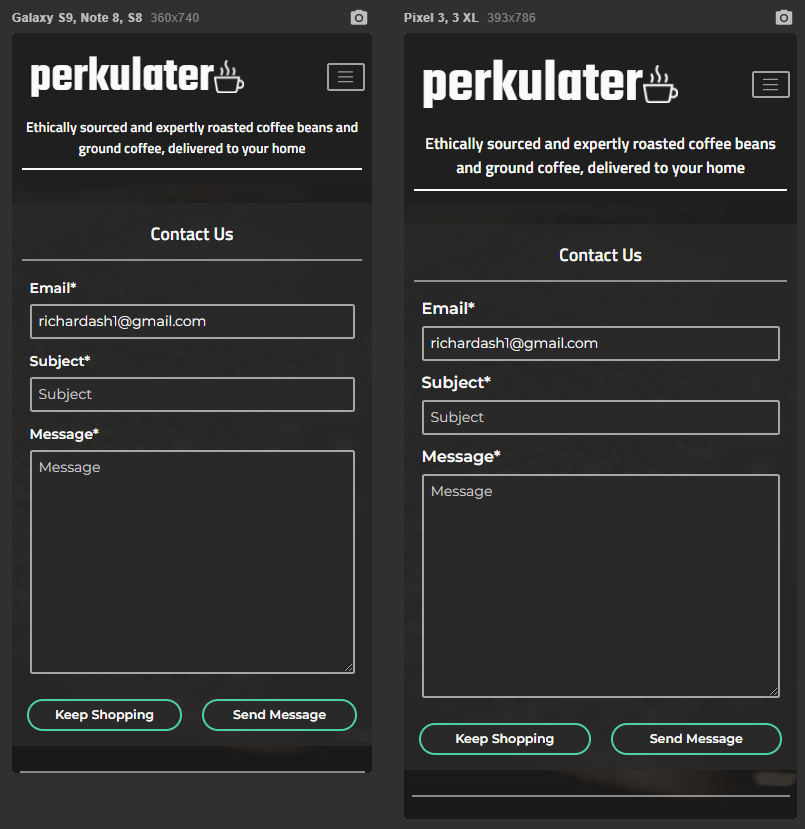 Galaxy S9, Note 8, S8 360x740
perkulater
Ethically sourced and expertly roasted coffee beans and
ground coffee, delivered to your home
Contact Us
Email*
richardash1@gmail.com
Subject*
Subject
Message*
Message
Keep Shopping Send Message
Pixel 3, 3 XL 393x786
perkulater
Ethically sourced and expertly roasted coffee beans
and ground coffee, delivered to your home
Contact Us
Email*
richardash1@gmail.com
Subject*
Subject
Message*
Message
Keep Shopping Send Message